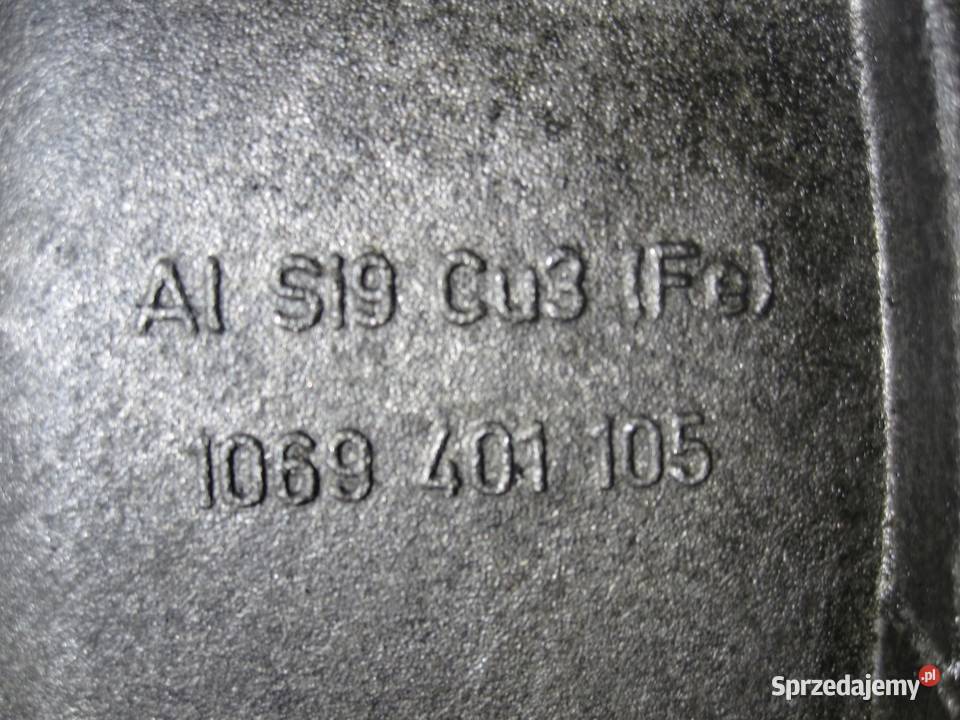 Al Si9 Cu3 (Fe)
1069 401 105
Sprzedajemy.pl